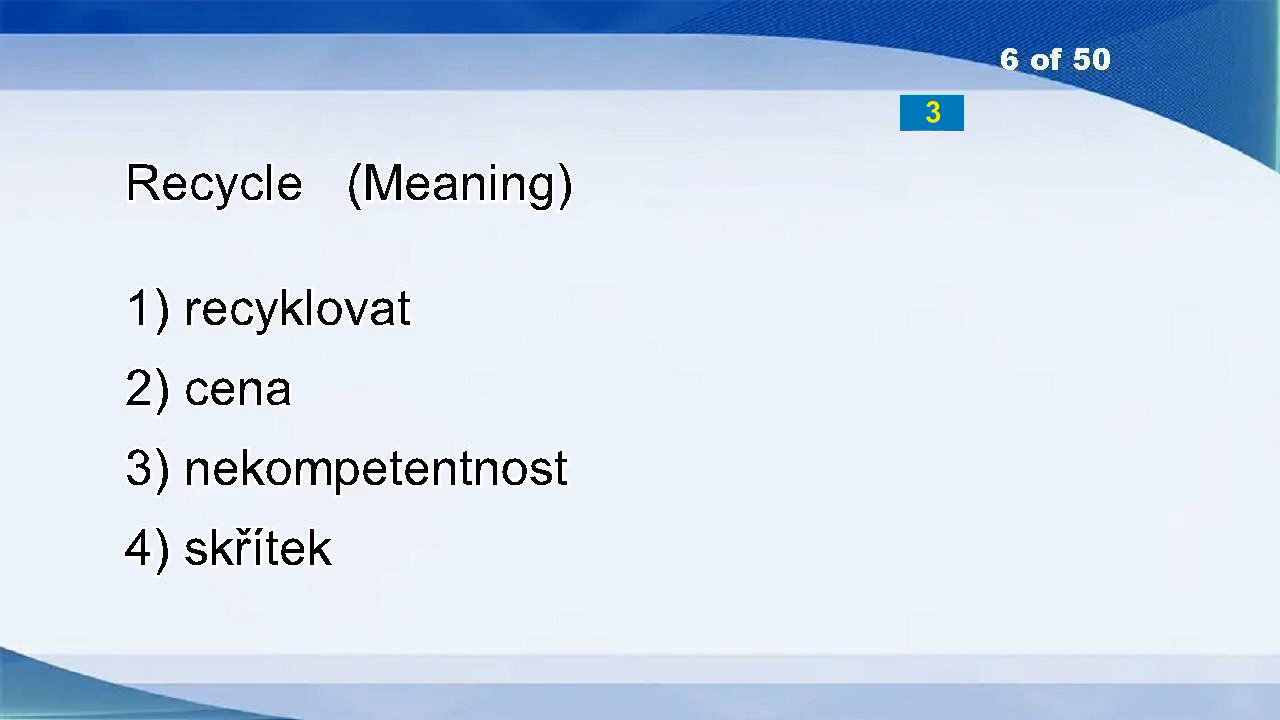 6 of 50
3
Recycle (Meaning)
1) recyklovat
2) cena
3) nekompetentnost
4) skřítek